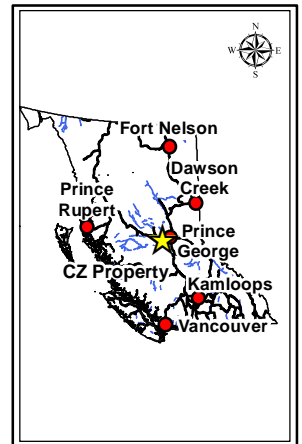 N
W E
S
Fort Nelson
Dawson
Creek
Prince
Rupert
Prince
George
CZ Property
Kamloops
Vancouver